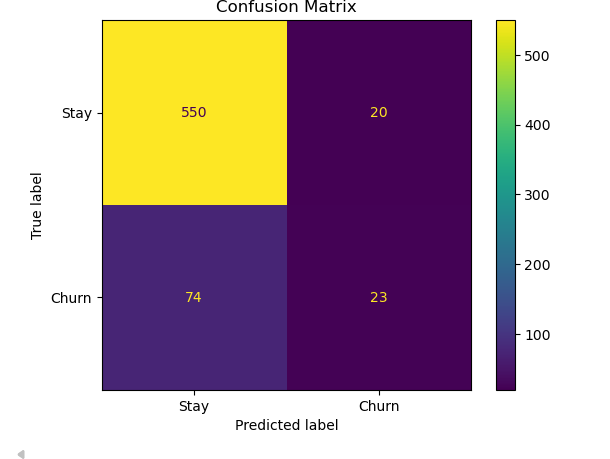 Confusion Matrix
Stay
550
20
500
400
300
200
100
True label
Churn
74
23
Stay
Churn
Predicted label